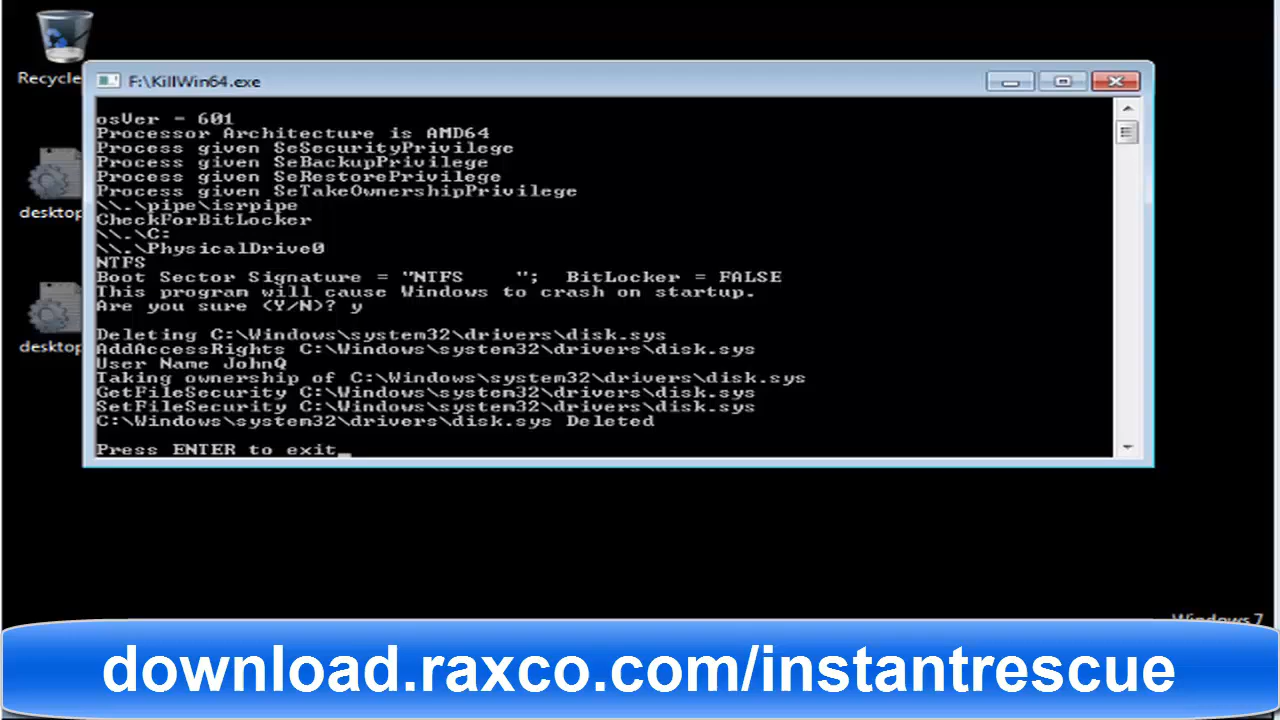 Recycle
F:\KillWin64.exe
osVer = 601
Processor Architecture is AMD64
Process given SeSecurityPrivilege
Process given SeBackupPrivilege
Process given SeRestorePrivilege
Process given SeTakeOwnershipPrivilege
\\.\pipe\isrpipe
CheckForBitLocker
\\.\C:
\\.\PhysicalDrive0
NTFS
Boot Sector Signature = "NTFS    ";  BitLocker = FALSE
This program will cause Windows to crash on startup.
Are you sure (Y/N)? y
Deleting C:\Windows\system32\drivers\disk.sys
AddAccessRights C:\Windows\system32\drivers\disk.sys
User Name JohnQ
Taking ownership of C:\Windows\system32\drivers\disk.sys
GetFileSecurity C:\Windows\system32\drivers\disk.sys
SetFileSecurity C:\Windows\system32\drivers\disk.sys
C:\Windows\system32\drivers\disk.sys Deleted
Press ENTER to exit
desktop
desktop
Windows 7
download.raxco.com/instantrescue